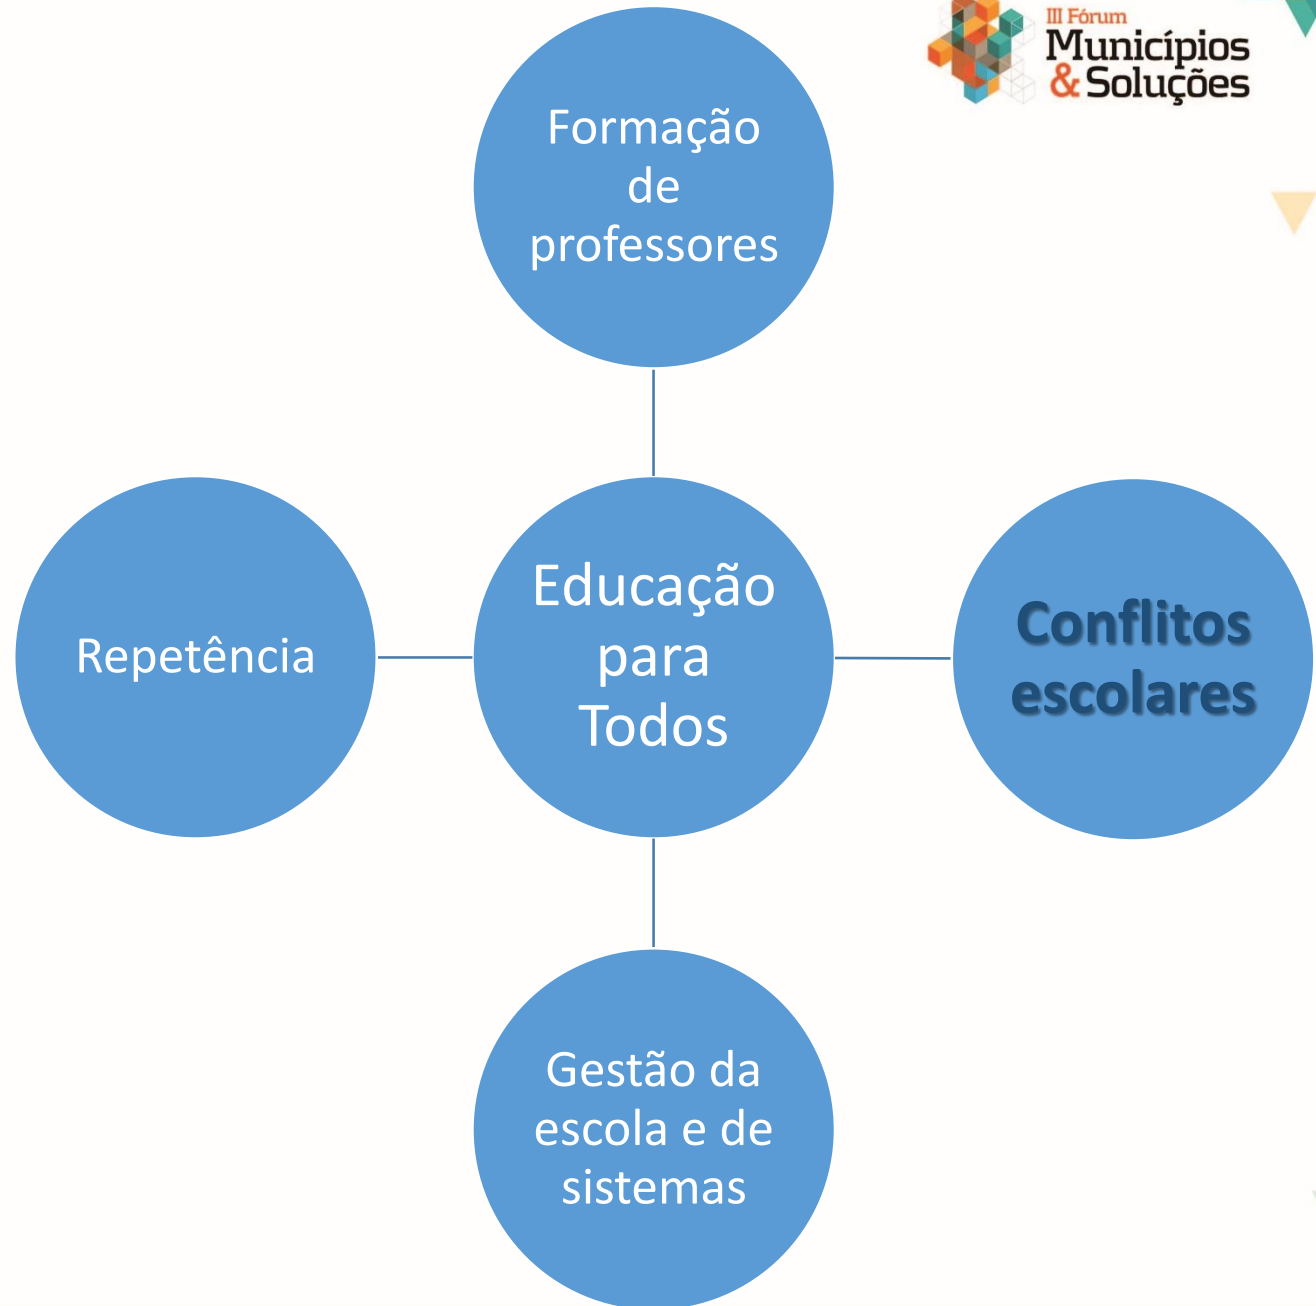 III Fórum
Municípios
& Soluções
Formação
de
professores
Repetência
Educação
para
Todos
Conflitos
escolares
Gestão da
escola e de
sistemas